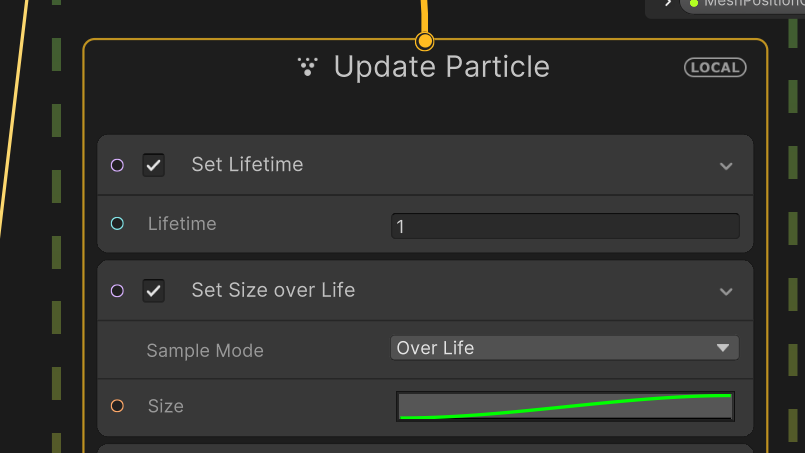 MeshPosition
Update Particle
LOCAL
Set Lifetime
Lifetime
1
Set Size over Life
Sample Mode
Over Life
Size